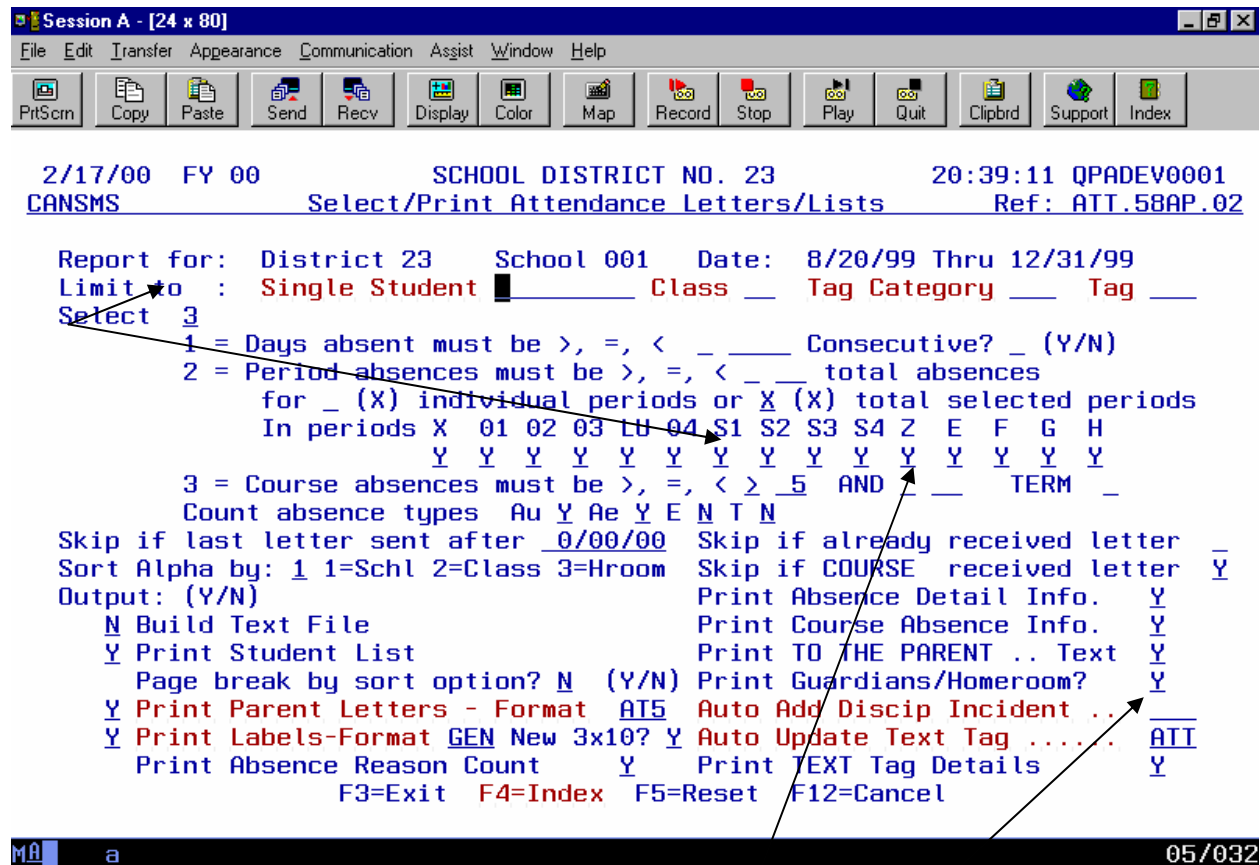 Session A - [24 x 80]
File Edit Transfer Appearance Communication Assist Window Help
PrtScrn Copy Paste Send Recv Display Color Map Record Stop Play Quit Clipbrd Support Index
2/17/00 FY 00 SCHOOL DISTRICT NO. 23 20:39:11 QPADEV0001
CANSMS Select/Print Attendance Letters/Lists Ref: ATT.58AP.02
Report for: District 23 School 001 Date: 8/20/99 Thru 12/31/99
Limit to : Single Student _________ Class __ Tag Category ___ Tag ___
Select 3
1 = Days absent must be >, =, < _ ____ Consecutive? _ (Y/N)
2 = Period absences must be >, =, < _ __ total absences
for _ (X) individual periods or X (X) total selected periods
In periods X 01 02 03 LU 04 S1 S2 S3 S4 Z E F G H
Y Y Y Y Y Y Y Y Y Y Y Y Y Y Y
3 = Course absences must be >, =, < > 5 AND _ __ TERM _
Count absence types Au Y Ae Y E N T N
Skip if last letter sent after 0/00/00 Skip if already received letter _
Sort Alpha by: 1 1=Schl 2=Class 3=Hroom Skip if COURSE received letter Y
Output: (Y/N) Print Absence Detail Info. Y
N Build Text File Print Course Absence Info. Y
Y Print Student List Print TO THE PARENT .. Text Y
Page break by sort option? N (Y/N) Print Guardians/Homeroom? Y
Y Print Parent Letters - Format AT5 Auto Add Discip Incident .. ___
Y Print Labels-Format GEN New 3x10? Y Auto Update Text Tag ...... ATT
Print Absence Reason Count Y Print TEXT Tag Details Y
F3=Exit F4=Index F5=Reset F12=Cancel
MA a 05/032